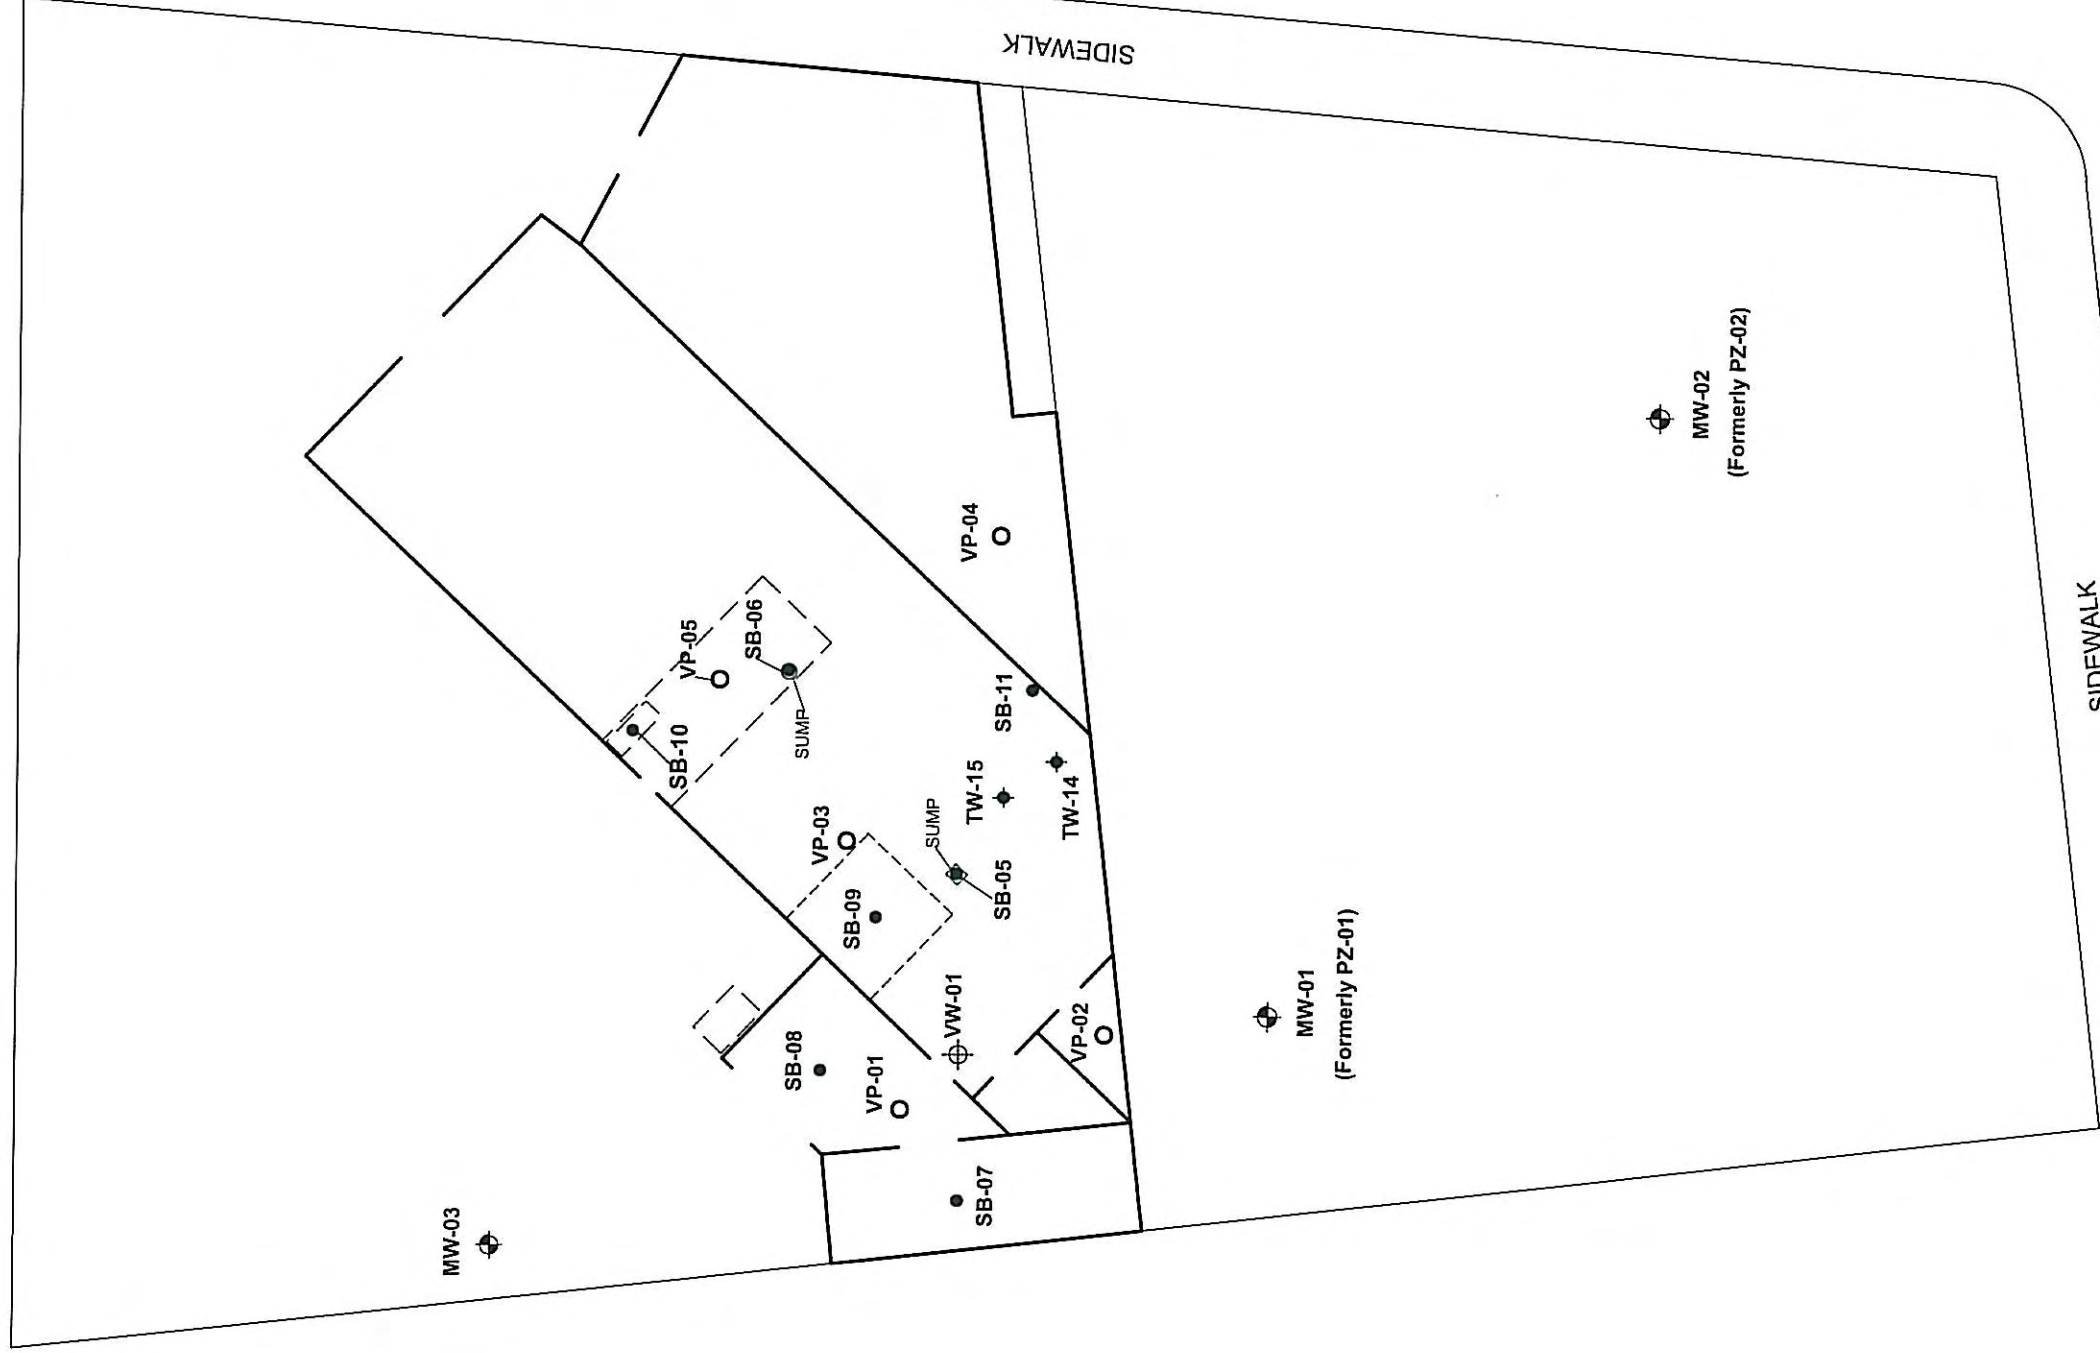 SIDEWALK
MW-02
(Formerly PZ-02)
VP-04
SIDEWALK
VP-05
SB-06
SUMP
SB-10
SB-11
TW-15
TW-14
VP-03
SUMP
SB-09
SB-05
VW-01
VP-02
MW-01
(Formerly PZ-01)
SB-08
VP-01
SB-07
MW-03